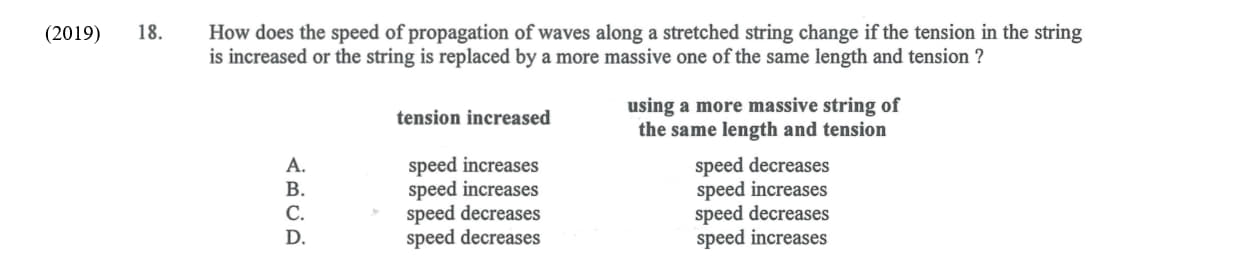 (2019) 18. How does the speed of propagation of waves along a stretched string change if the tension in the string
is increased or the string is replaced by a more massive one of the same length and tension ?
tension increased
using a more massive string of
the same length and tension
A. speed increases speed decreases
B. speed increases speed increases
C. speed decreases speed decreases
D. speed decreases speed increases